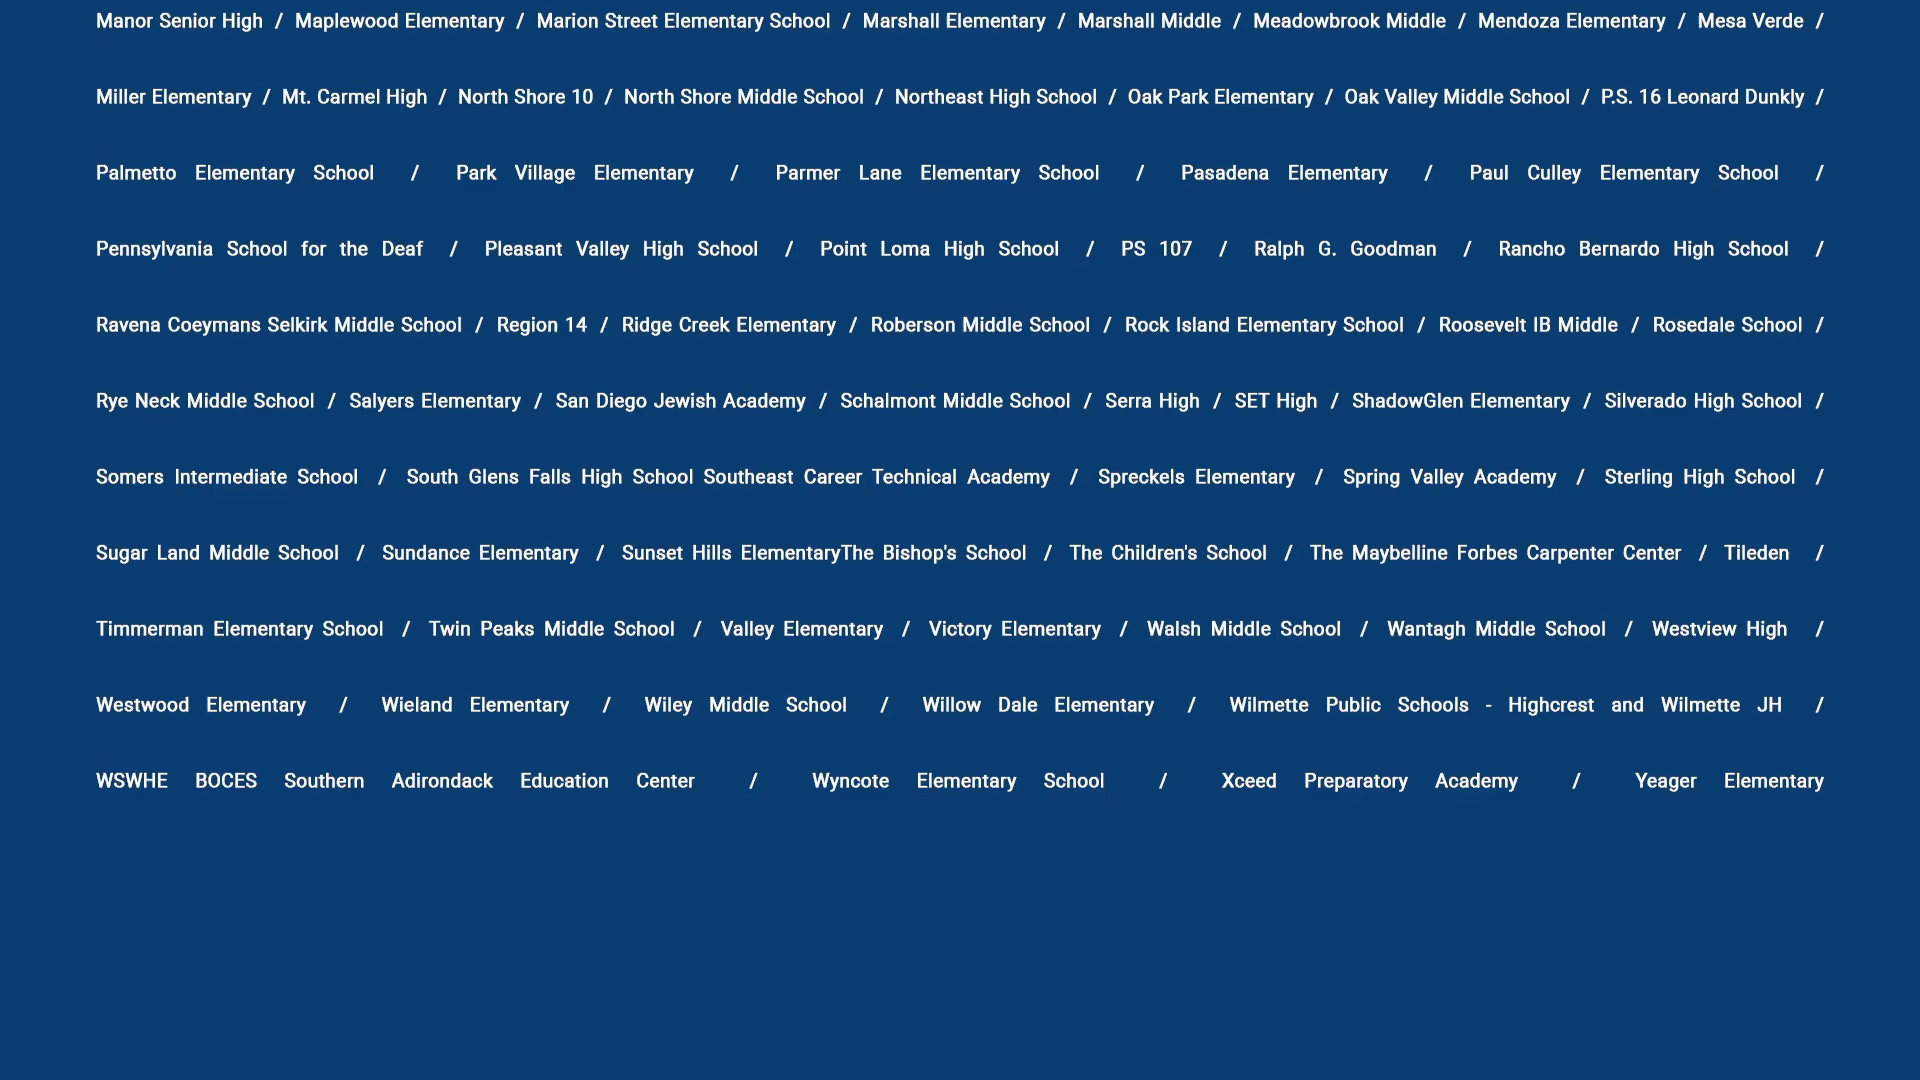 Manor Senior High / Maplewood Elementary / Marion Street Elementary School / Marshall Elementary / Marshall Middle / Meadowbrook Middle / Mendoza Elementary / Mesa Verde /
Miller Elementary / Mt. Carmel High / North Shore 10 / North Shore Middle School / Northeast High School / Oak Park Elementary / Oak Valley Middle School / P.S. 16 Leonard Dunkly /
Palmetto Elementary School / Park Village Elementary / Parmer Lane Elementary School / Pasadena Elementary / Paul Culley Elementary School /
Pennsylvania School for the Deaf / Pleasant Valley High School / Point Loma High School / PS 107 / Ralph G. Goodman / Rancho Bernardo High School /
Ravena Coeymans Selkirk Middle School / Region 14 / Ridge Creek Elementary / Roberson Middle School / Rock Island Elementary School / Roosevelt IB Middle / Rosedale School /
Rye Neck Middle School / Salyers Elementary / San Diego Jewish Academy / Schalmont Middle School / Serra High / SET High / ShadowGlen Elementary / Silverado High School /
Somers Intermediate School / South Glens Falls High School Southeast Career Technical Academy / Spreckels Elementary / Spring Valley Academy / Sterling High School /
Sugar Land Middle School / Sundance Elementary / Sunset Hills ElementaryThe Bishop's School / The Children's School / The Maybelline Forbes Carpenter Center / Tileden /
Timmerman Elementary School / Twin Peaks Middle School / Valley Elementary / Victory Elementary / Walsh Middle School / Wantagh Middle School / Westview High /
Westwood Elementary / Wieland Elementary / Wiley Middle School / Willow Dale Elementary / Wilmette Public Schools - Highcrest and Wilmette JH /
WSWHE BOCES Southern Adirondack Education Center / Wyncote Elementary School / Xceed Preparatory Academy / Yeager Elementary